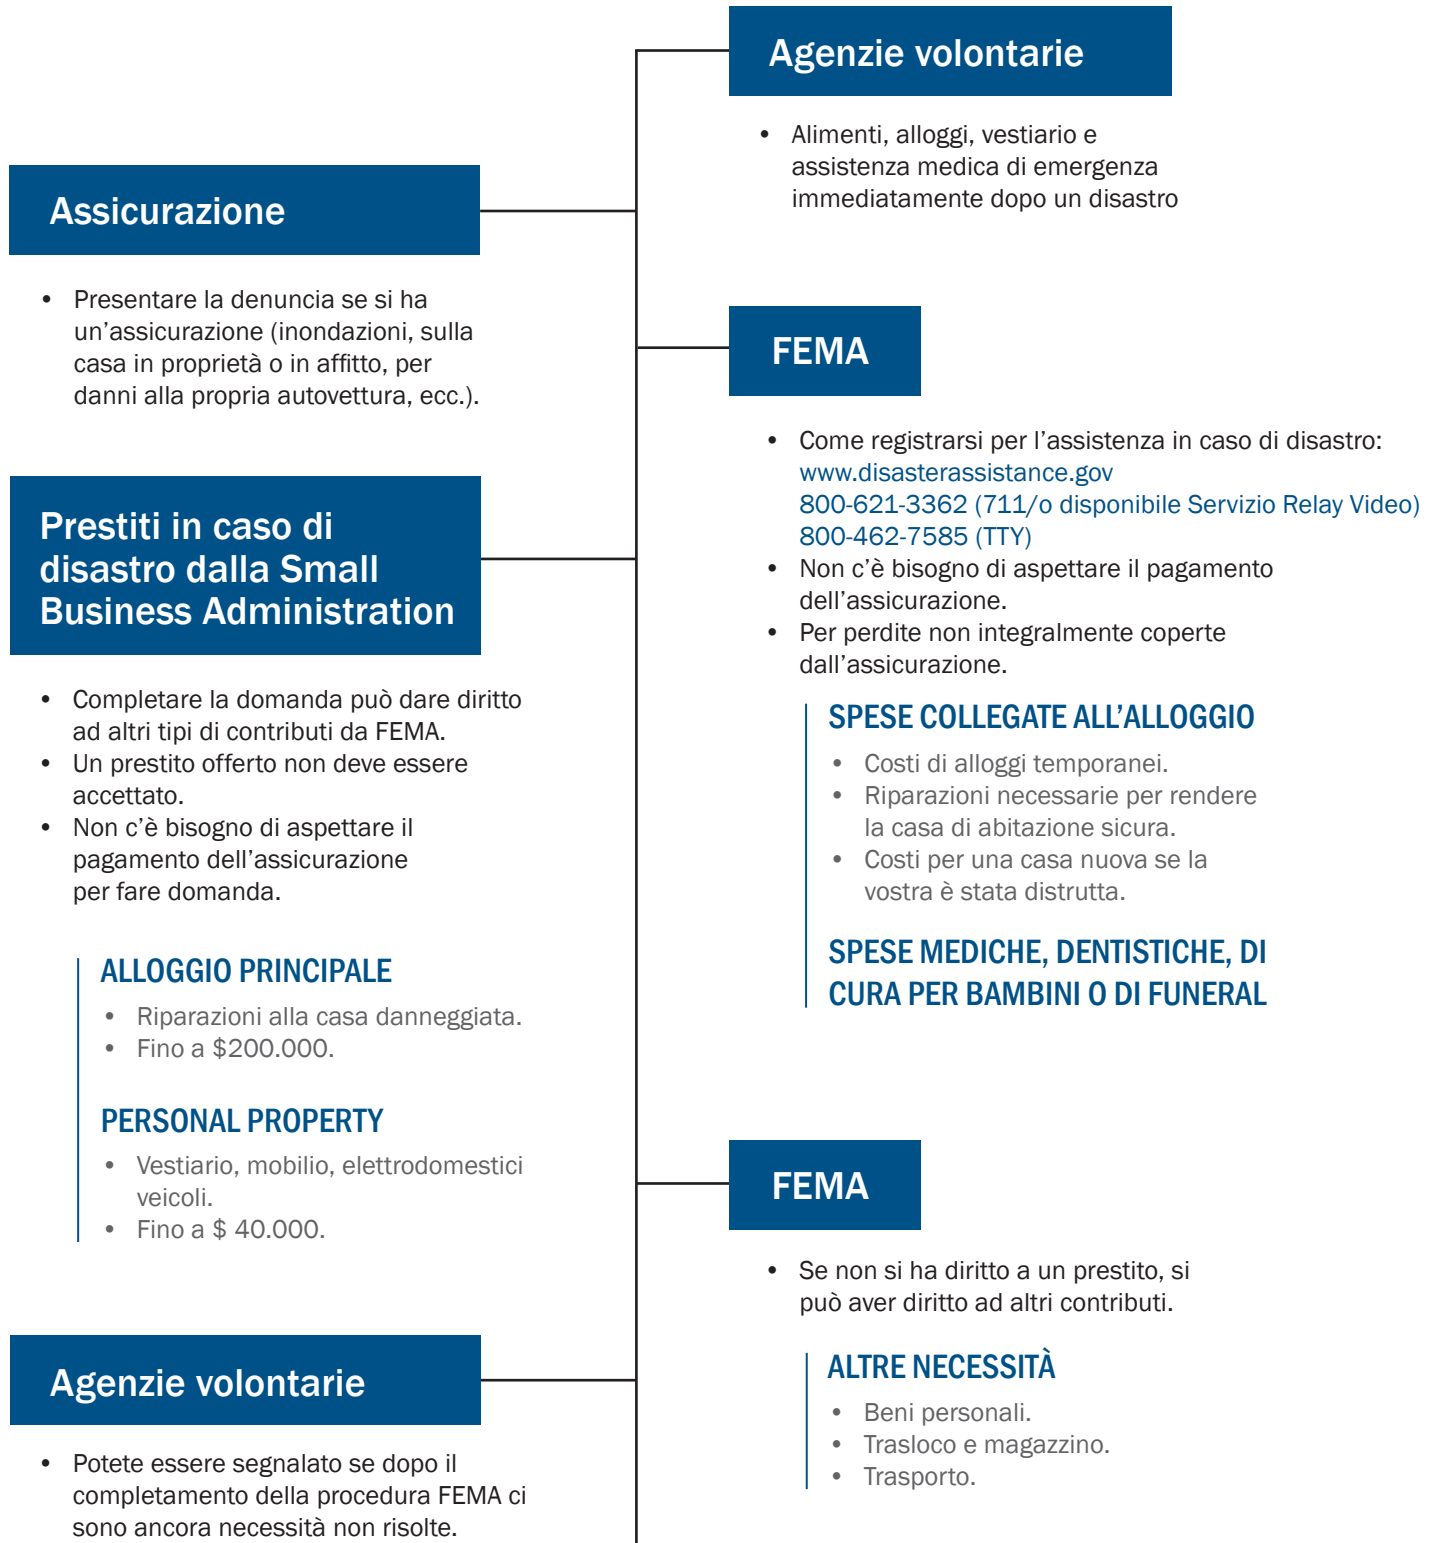 Agenzie volontarie
• Alimenti, alloggi, vestiario e
assistenza medica di emergenza
immediatamente dopo un disastro
Assicurazione
• Presentare la denuncia se si ha
un’assicurazione (inondazioni, sulla
casa in proprietà o in affitto, per
danni alla propria autovettura, ecc.).
FEMA
• Come registrarsi per l’assistenza in caso di disastro:
www.disasterassistance.gov
800-621-3362 (711/o disponibile Servizio Relay Video)
800-462-7585 (TTY)
• Non c’è bisogno di aspettare il pagamento
dell’assicurazione.
• Per perdite non integralmente coperte
dall’assicurazione.
SPESE COLLEGATE ALL’ALLOGGIO
• Costi di alloggi temporanei.
• Riparazioni necessarie per rendere
la casa di abitazione sicura.
• Costi per una casa nuova se la
vostra è stata distrutta.
SPESE MEDICHE, DENTISTICHE, DI
CURA PER BAMBINI O DI FUNERAL
Prestiti in caso di
disastro dalla Small
Business Administration
• Completare la domanda può dare diritto
ad altri tipi di contributi da FEMA.
• Un prestito offerto non deve essere
accettato.
• Non c’è bisogno di aspettare il
pagamento dell’assicurazione
per fare domanda.
ALLOGGIO PRINCIPALE
• Riparazioni alla casa danneggiata.
• Fino a $200.000.
PERSONAL PROPERTY
• Vestiario, mobilio, elettrodomestici
veicoli.
• Fino a $ 40.000.
FEMA
• Se non si ha diritto a un prestito, si
può aver diritto ad altri contributi.
ALTRE NECESSITÀ
• Beni personali.
• Trasloco e magazzino.
• Trasporto.
Agenzie volontarie
• Potete essere segnalato se dopo il
completamento della procedura FEMA ci
sono ancora necessità non risolte.